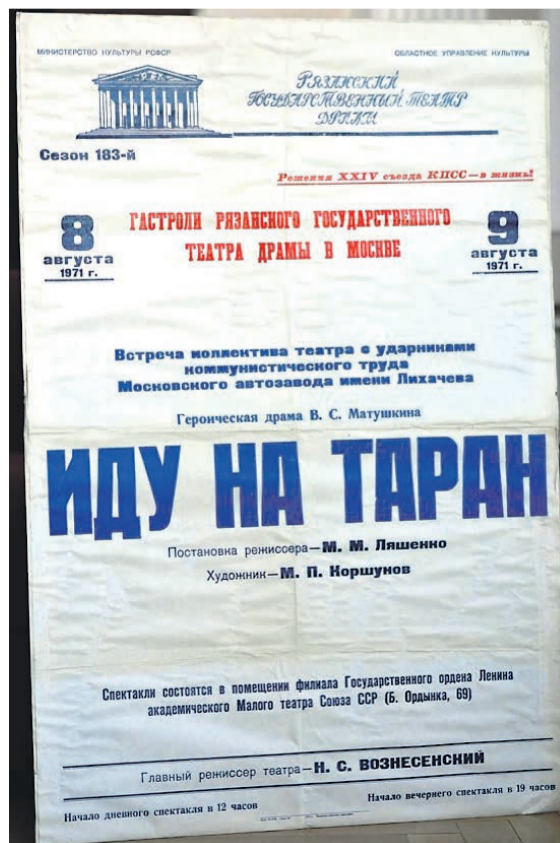 МИНИСТЕРСТВО КУЛЬТУРЫ РСФСР
ОБЛАСТНОЕ УПРАВЛЕНИЕ КУЛЬТУРЫ
РЯЗАНСКИЙ
ГОСУДАРСТВЕННЫЙ ТЕАТР
ДРАМЫ
Сезон 183-й
Решения XXIV съезда КПСС—в жизнь!
8
августа
1971 г.
ГАСТРОЛИ РЯЗАНСКОГО ГОСУДАРСТВЕННОГО
ТЕАТРА ДРАМЫ В МОСКВЕ
9
августа
1971 г.
Встреча коллектива театра с ударниками
коммунистического труда
Московского автозавода имени Лихачева
Героическая драма В. С. Матушкина
ИДУ НА ТАРАН
Постановка режиссера—М. М. Ляшенко
Художник—М. П. Коршунов
Спектакли состоятся в помещении филиала Государственного ордена Ленина
академического Малого театра Союза ССР (Б. Ордынка, 69)
Главный режиссер театра—Н. С. ВОЗНЕСЕНСКИЙ
Начало дневного спектакля в 12 часов
Начало вечернего спектакля в 19 часов